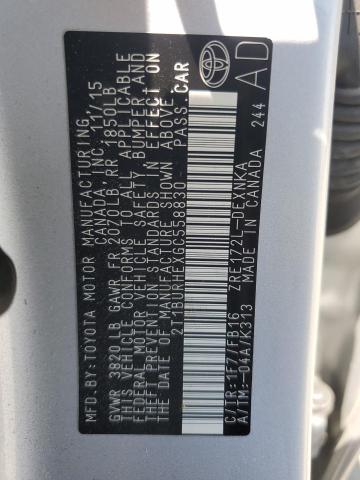 MFD.BY:TOYOTA MOTOR MANUFACTURING,
CANADA,INC. 11/15
GVWR 3820LB GAWR FR 2070LB,RR 1850LB
THIS VEHICLE CONFORMS TO ALL APPLICABLE
FEDERAL MOTOR VEHICLE SAFETY, BUMPER,AND
THEFT PREVENTION STANDARDS IN EFFECT ON
THE DATE OF MANUFACTURE SHOWN ABOVE.
2T1BURHEXGC558830 PASS.CAR
C/TR:1F7/FB16 ZRE172L-DEXNKA
A/TM:-04A/K313 MADE IN CANADA
244
AD